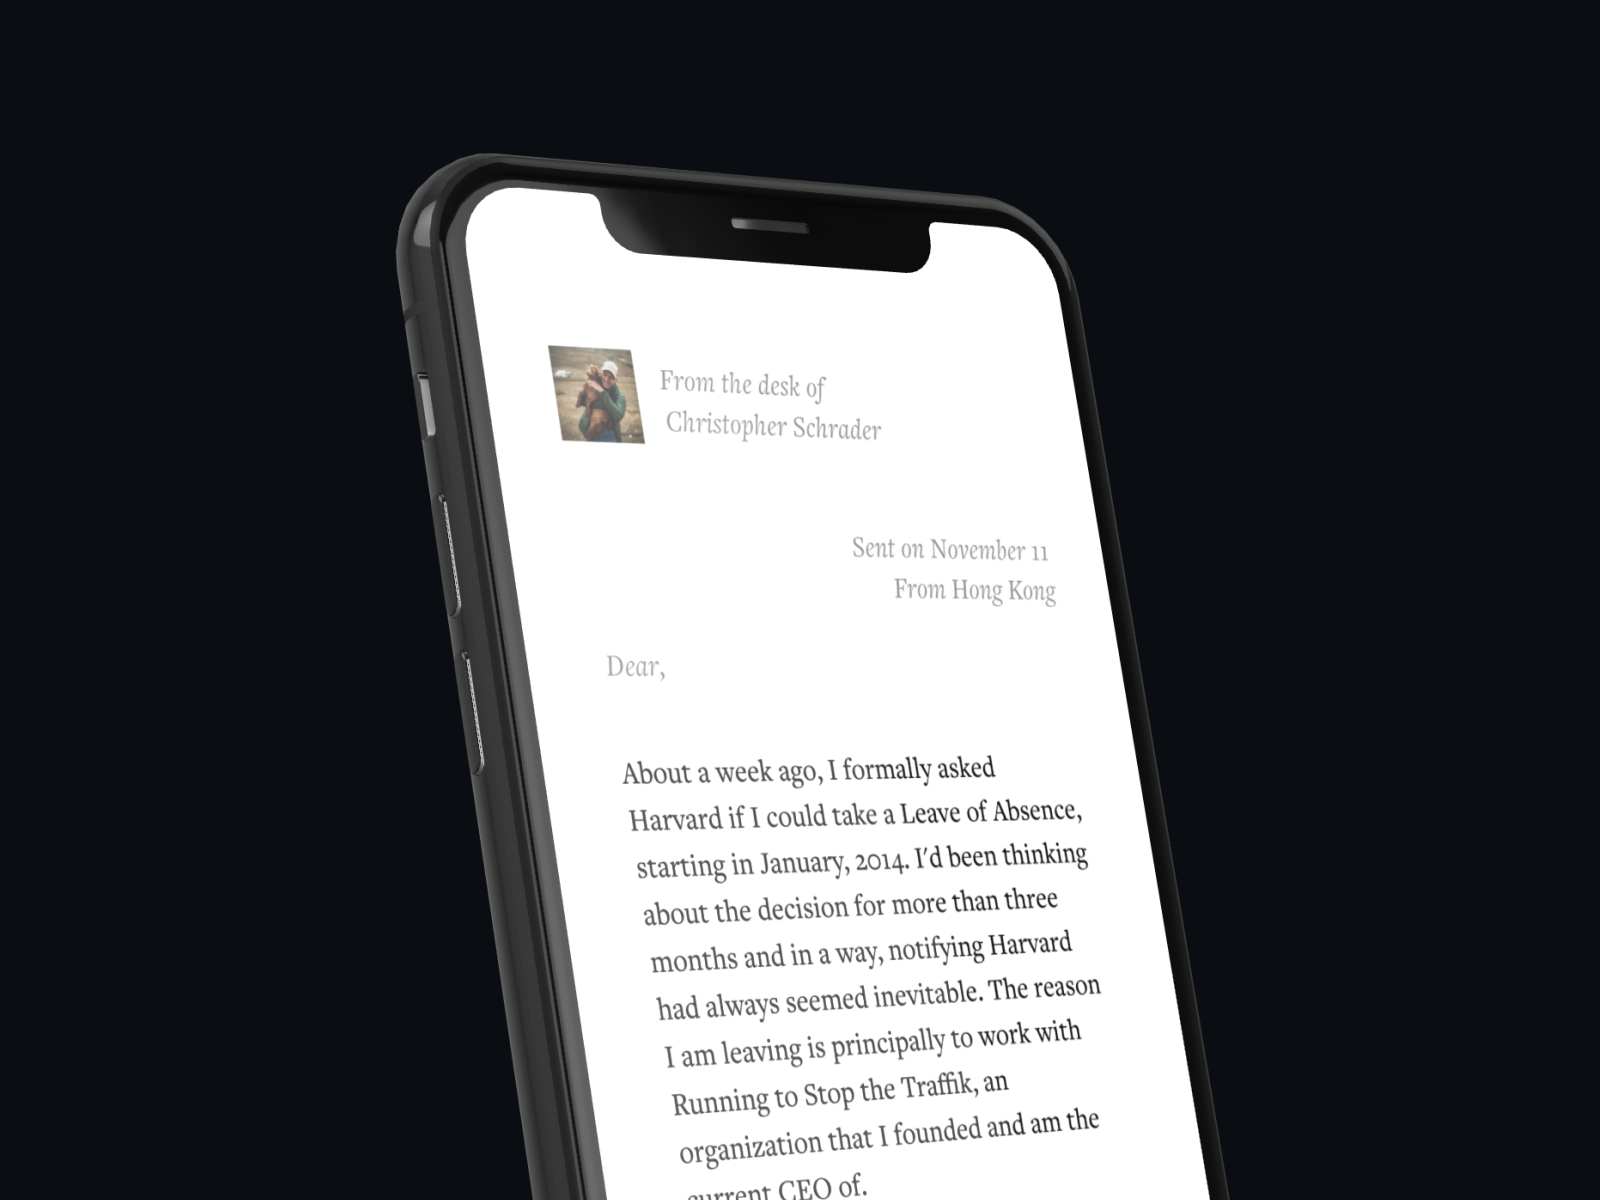 From the desk of
Christopher Schrader
Sent on November 11
From Hong Kong
Dear,
About a week ago, I formally asked
Harvard if I could take a Leave of Absence,
starting in January, 2014. I'd been thinking
about the decision for more than three
months and in a way, notifying Harvard
had always seemed inevitable. The reason
I am leaving is principally to work with
Running to Stop the Traffik, an
organization that I founded and am the
current CEO of.